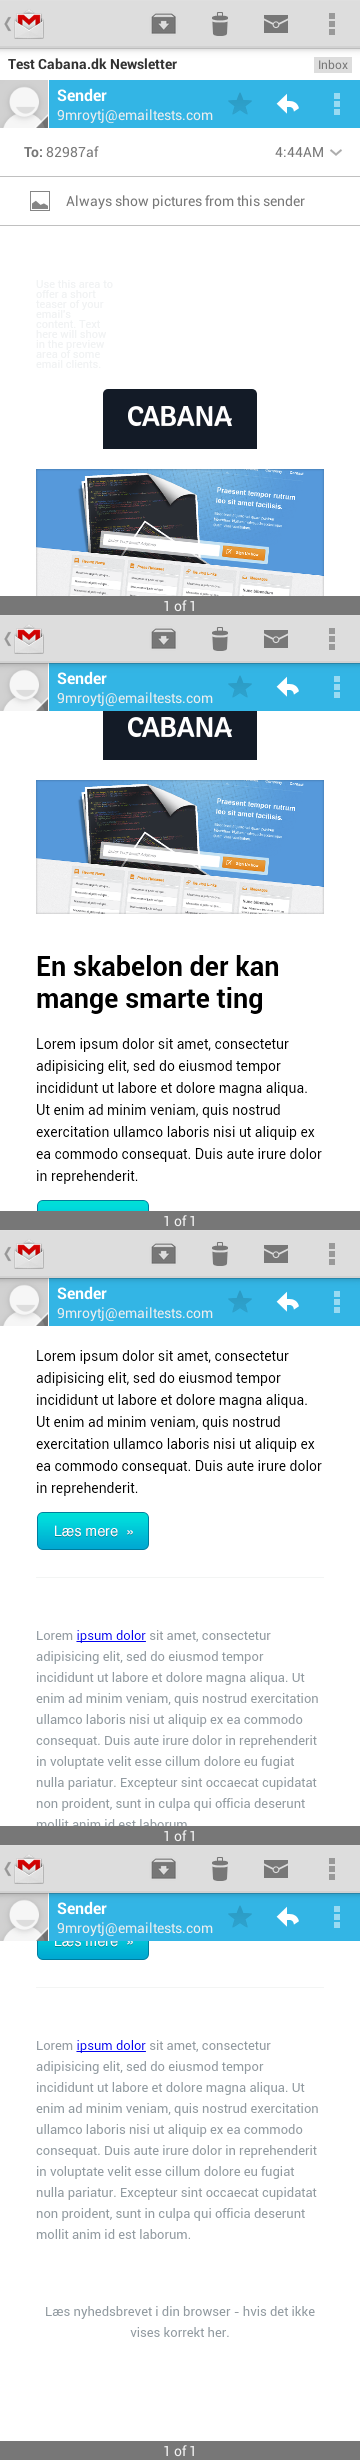 Test Cabana.dk Newsletter
Inbox
Sender
9mroytj@emailtests.com
To: 82987af
4:44AM
Always show pictures from this sender
Use this area to
offer a short
teaser of your
email's
content. Text
here will show
in the preview
area of some
email clients.
CABANA
Praesent per rutrum
leo sit amet facilisis.
1 of 1
Sender
9mroytj@emailtests.com
CABANA
leo sit amet facilisis.
En skabelon der kan
mange smarte ting
Lorem ipsum dolor sit amet, consectetur
adipisicing elit, sed do eiusmod tempor
incididunt ut labore et dolore magna aliqua.
Ut enim ad minim veniam, quis nostrud
exercitation ullamco laboris nisi ut aliquip ex
ea commodo consequat. Duis aute irure dolor
in reprehenderit.
1 of 1
Sender
9mroytj@emailtests.com
Lorem ipsum dolor sit amet, consectetur
adipisicing elit, sed do eiusmod tempor
incididunt ut labore et dolore magna aliqua.
Ut enim ad minim veniam, quis nostrud
exercitation ullamco laboris nisi ut aliquip ex
ea commodo consequat. Duis aute irure dolor
in reprehenderit.
Læs mere »
Lorem ipsum dolor sit amet, consectetur
adipisicing elit, sed do eiusmod tempor
incididunt ut labore et dolore magna aliqua. Ut
enim ad minim veniam, quis nostrud exercitation
ullamco laboris nisi ut aliquip ex ea commodo
consequat. Duis aute irure dolor in reprehenderit
in voluptate velit esse cillum dolore eu fugiat
nulla pariatur. Excepteur sint occaecat cupidatat
non proident, sunt in culpa qui officia deserunt
mollit anim id est laborum.
1 of 1
Sender
9mroytj@emailtests.com
Læs mere »
Lorem ipsum dolor sit amet, consectetur
adipisicing elit, sed do eiusmod tempor
incididunt ut labore et dolore magna aliqua. Ut
enim ad minim veniam, quis nostrud exercitation
ullamco laboris nisi ut aliquip ex ea commodo
consequat. Duis aute irure dolor in reprehenderit
in voluptate velit esse cillum dolore eu fugiat
nulla pariatur. Excepteur sint occaecat cupidatat
non proident, sunt in culpa qui officia deserunt
mollit anim id est laborum.
Læs nyhedsbrevet i din browser - hvis det ikke
vises korrekt her.
1 of 1